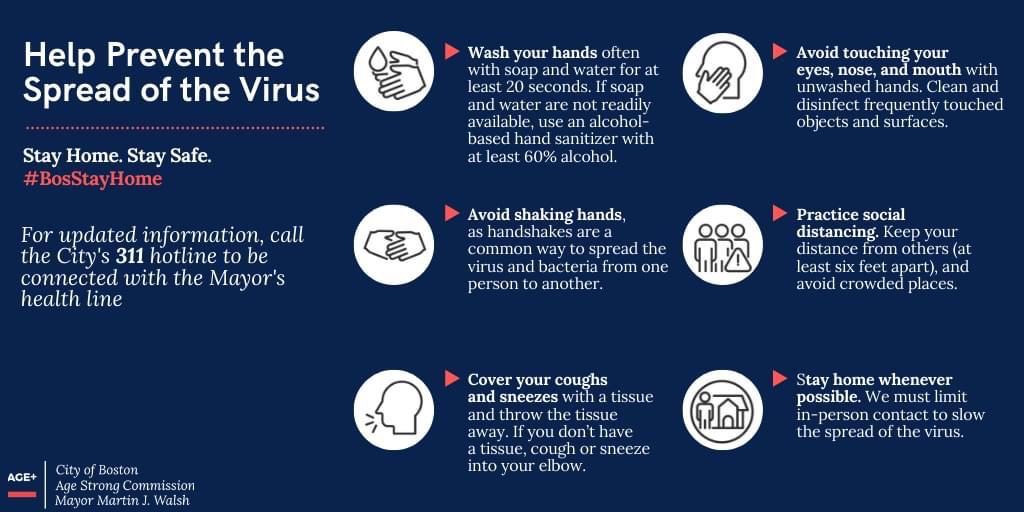 Help Prevent the
Spread of the Virus
Stay Home. Stay Safe.
#BosStayHome
For updated information, call
the City's 311 hotline to be
connected with the Mayor's
health line
Wash your hands often
with soap and water for at
least 20 seconds. If soap
and water are not readily
available, use an alcohol-
based hand sanitizer with
at least 60% alcohol.
Avoid touching your
eyes, nose, and mouth with
unwashed hands. Clean and
disinfect frequently touched
objects and surfaces.
Avoid shaking hands,
as handshakes are a
common way to spread the
virus and bacteria from one
person to another.
Practice social
distancing. Keep your
distance from others (at
least six feet apart), and
avoid crowded places.
Cover your coughs
and sneezes with a tissue
and throw the tissue
away. If you don't have
a tissue, cough or sneeze
into your elbow.
Stay home whenever
possible. We must limit
in-person contact to slow
the spread of the virus.
AGE+
City of Boston
Age Strong Commission
Mayor Martin J. Walsh